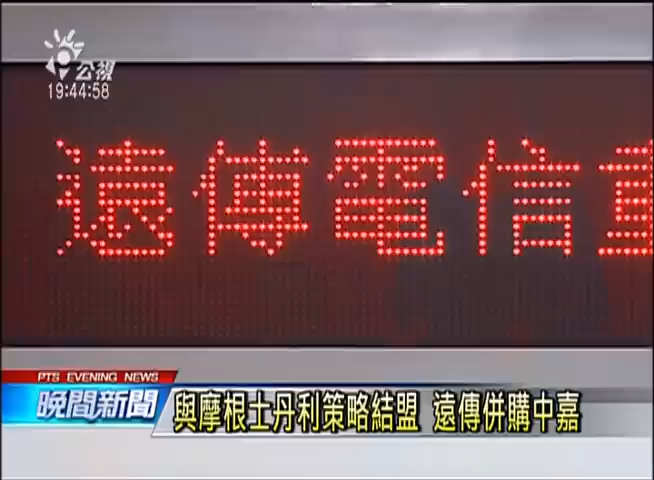 公視
19:44:58
遠傳電信重
PTS EVENING NEWS
晚間新聞
與摩根士丹利策略結盟 遠傳併購中嘉